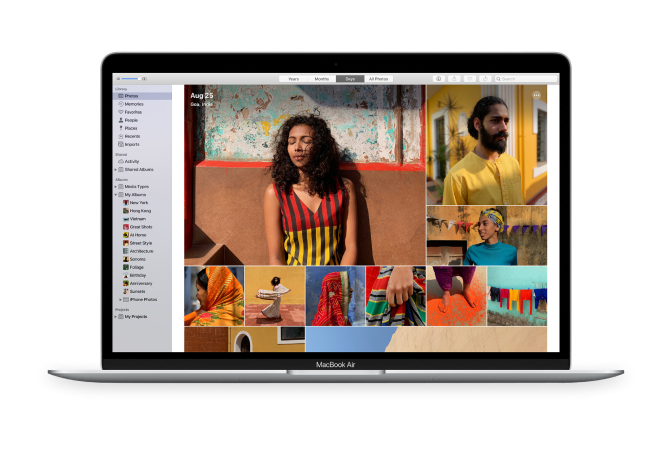 Years
Months
Days
All Photos
Search
Library
Photos
Memories
Favorites
People
Places
Recents
Imports
Shared
Activity
Shared Albums
Albums
Media Types
My Albums
New York
Hong Kong
Vietnam
Great Shots
At Home
Street Style
Architecture
Sonoma
Foliage
Birthday
Anniversary
Sunsets
iPhone Photos
Projects
My Projects
Aug 25
Goa, India
MacBook Air